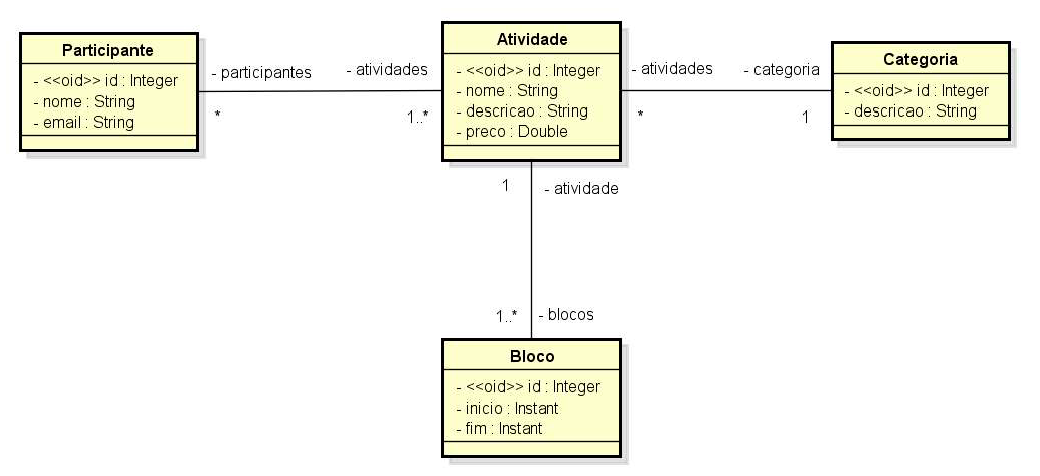 Participante
- <<oid>> id : Integer
- nome : String
- email : String
- participantes
*
- atividades
1..*
Atividade
- <<oid>> id : Integer
- nome : String
- descricao : String
- preco : Double
- atividades
*
- categoria
1
Categoria
- <<oid>> id : Integer
- descricao : String
1
- atividade
1..*
- blocos
Bloco
- <<oid>> id : Integer
- inicio : Instant
- fim : Instant